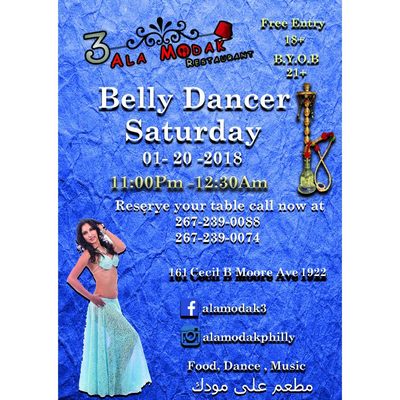 3ALA MODAK
RESTAURANT
Free Entry
18+
B.Y.O.B
21+
Belly Dancer
Saturday
01- 20 -2018
11:00Pm -12:30Am
Reserve your table call now at
267-239-0088
267-239-0074
161 Cecil B Moore Ave 1922
alamodak3
alamodakphilly
Food, Dance , Music
مطعم على مودك